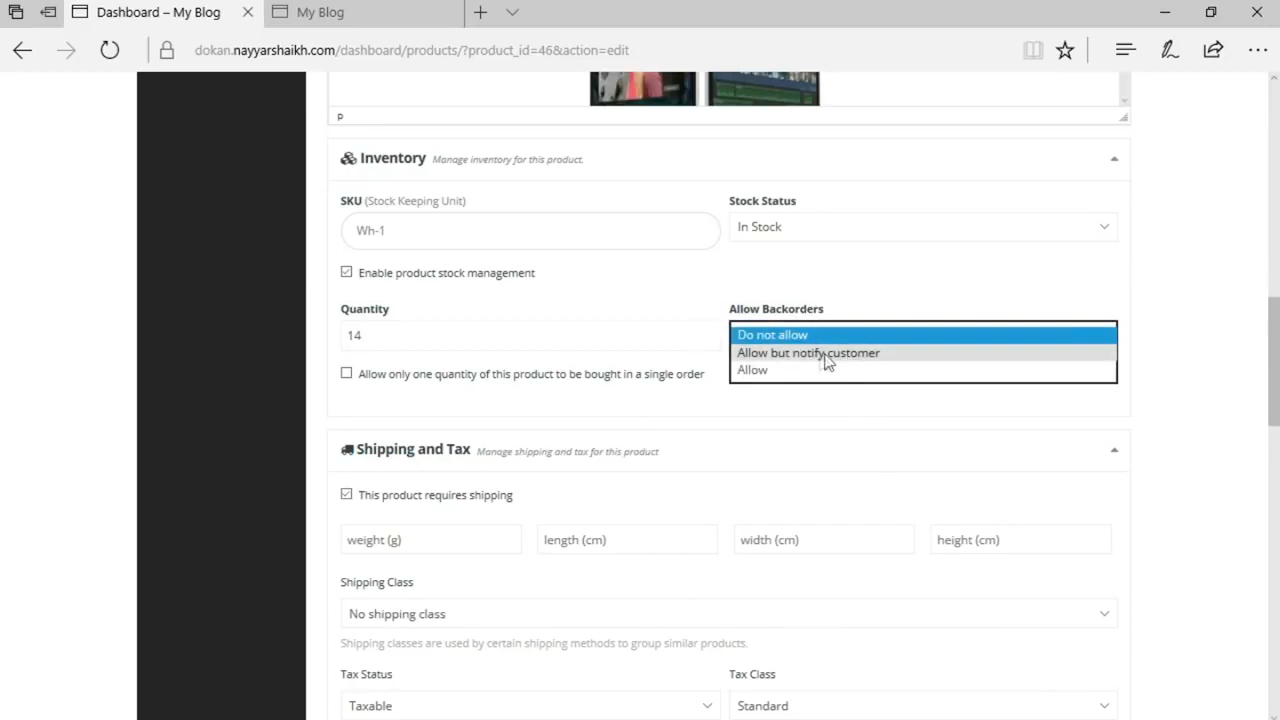 Dashboard – My Blog
My Blog
dokan.nayyarshaikh.com/dashboard/products/?product_id=46&action=edit
p
Inventory Manage inventory for this product.
SKU (Stock Keeping Unit)
Stock Status
Wh-1
In Stock
Enable product stock management
Quantity
Allow Backorders
14
Do not allow
Allow but notify customer
Allow
Allow only one quantity of this product to be bought in a single order
Shipping and Tax Manage shipping and tax for this product
This product requires shipping
weight (g)
length (cm)
width (cm)
height (cm)
Shipping Class
No shipping class
Shipping classes are used by certain shipping methods to group similar products.
Tax Status
Tax Class
Taxable
Standard